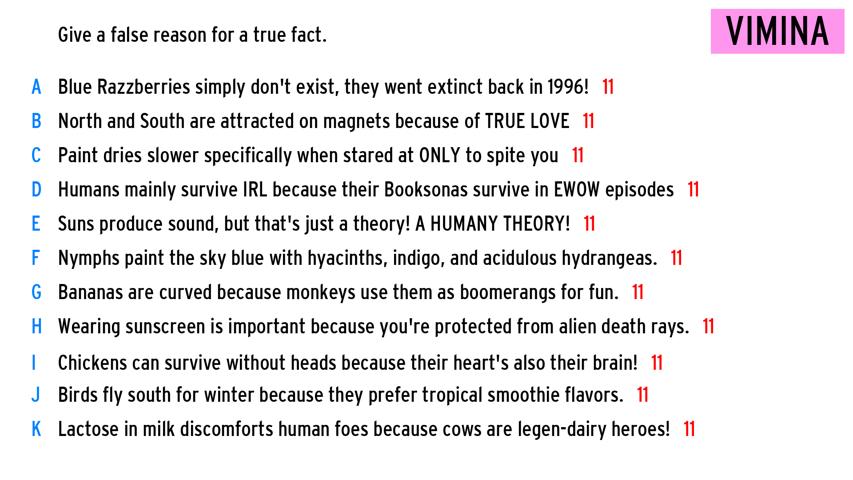 Give a false reason for a true fact.
VIMINA
A Blue Razzberries simply don't exist, they went extinct back in 1996! 11
B North and South are attracted on magnets because of TRUE LOVE 11
C Paint dries slower specifically when stared at ONLY to spite you 11
D Humans mainly survive IRL because their Booksonas survive in EWOW episodes 11
E Suns produce sound, but that's just a theory! A HUMANY THEORY! 11
F Nymphs paint the sky blue with hyacinths, indigo, and acidulous hydrangeas. 11
G Bananas are curved because monkeys use them as boomerangs for fun. 11
H Wearing sunscreen is important because you're protected from alien death rays. 11
I Chickens can survive without heads because their heart's also their brain! 11
J Birds fly south for winter because they prefer tropical smoothie flavors. 11
K Lactose in milk discomforts human foes because cows are legen-dairy heroes! 11